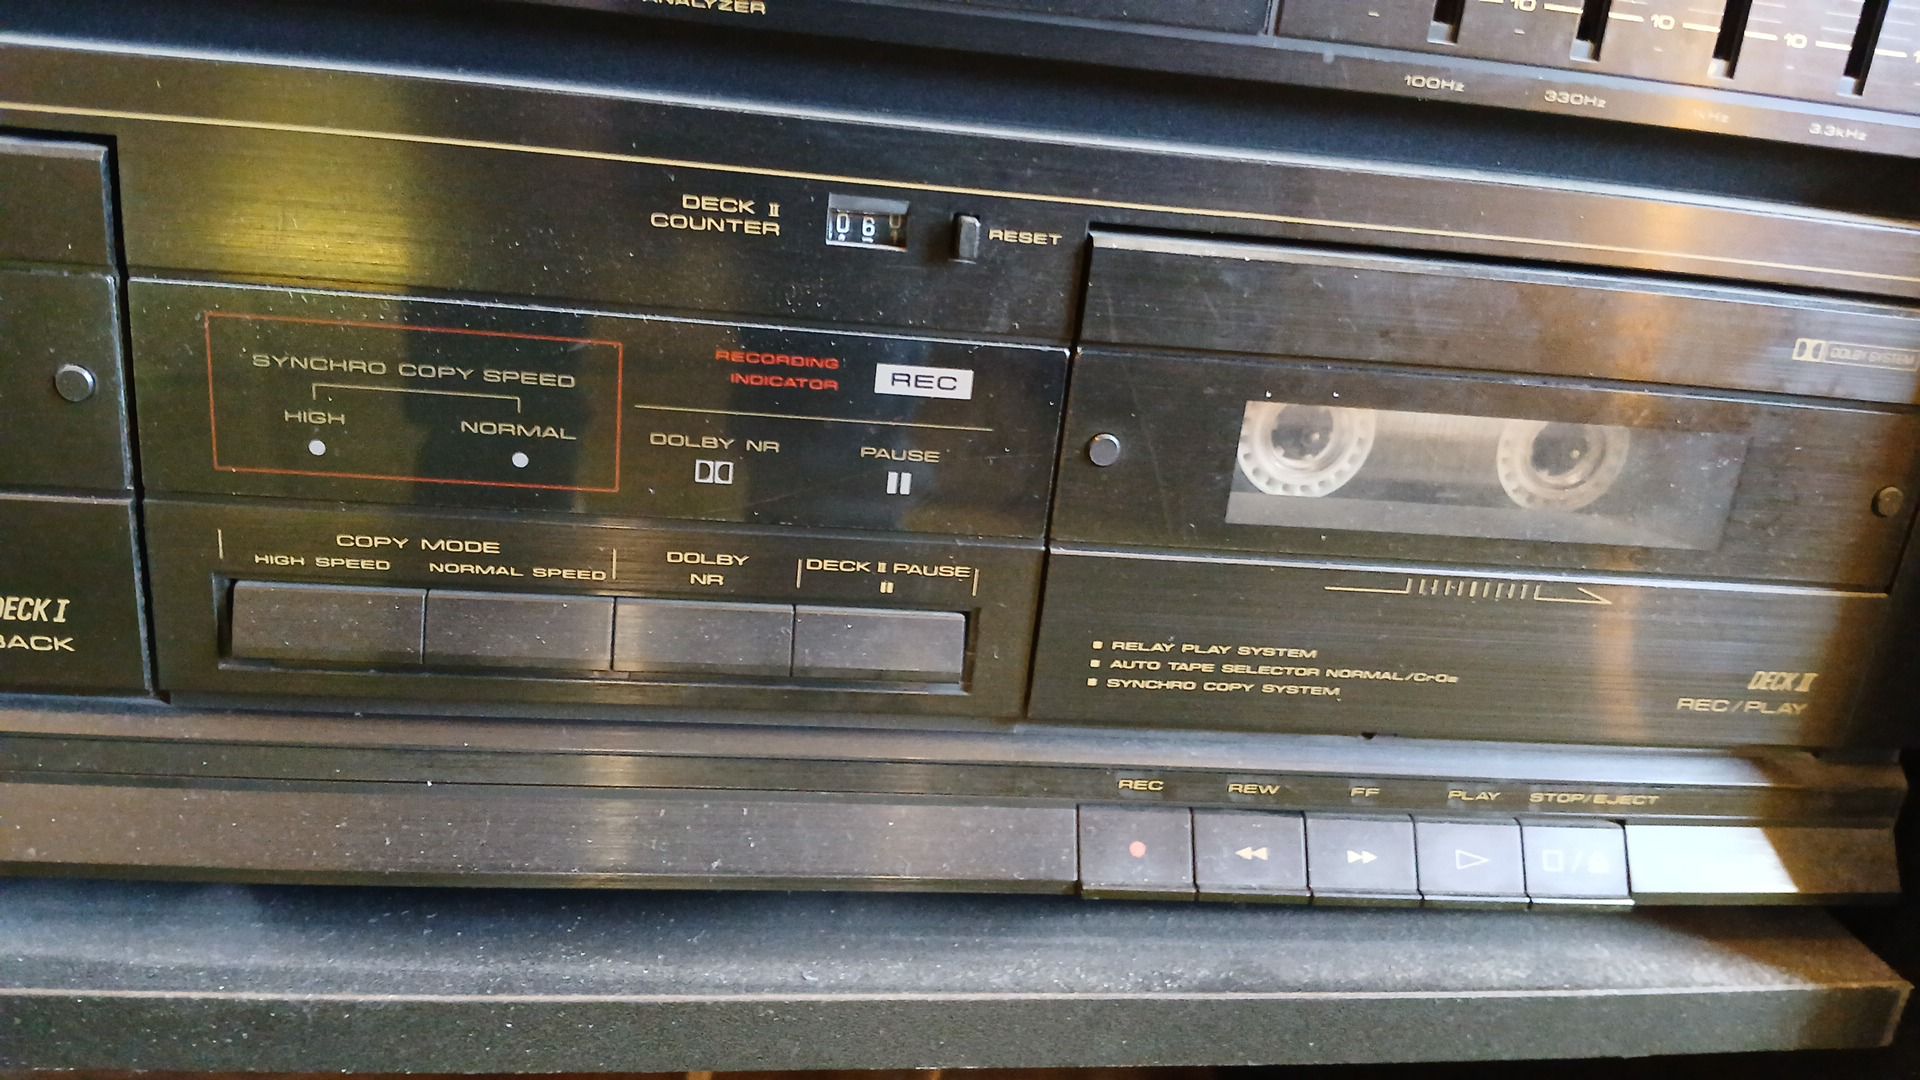 ANALYZER
10 10 10
100Hz 330Hz 1kHz 3.3kHz
DECK II
COUNTER
06
RESET
DOLBY SYSTEM
SYNCHRO COPY SPEED
HIGH
NORMAL
RECORDING
INDICATOR
REC
DOLBY NR
PAUSE
COPY MODE
HIGH SPEED
NORMAL SPEED
DOLBY
NR
DECK II PAUSE
DECK I
BACK
RELAY PLAY SYSTEM
AUTO TAPE SELECTOR NORMAL/CrO₂
SYNCHRO COPY SYSTEM
DECK II
REC/PLAY
REC REW FF PLAY STOP/EJECT